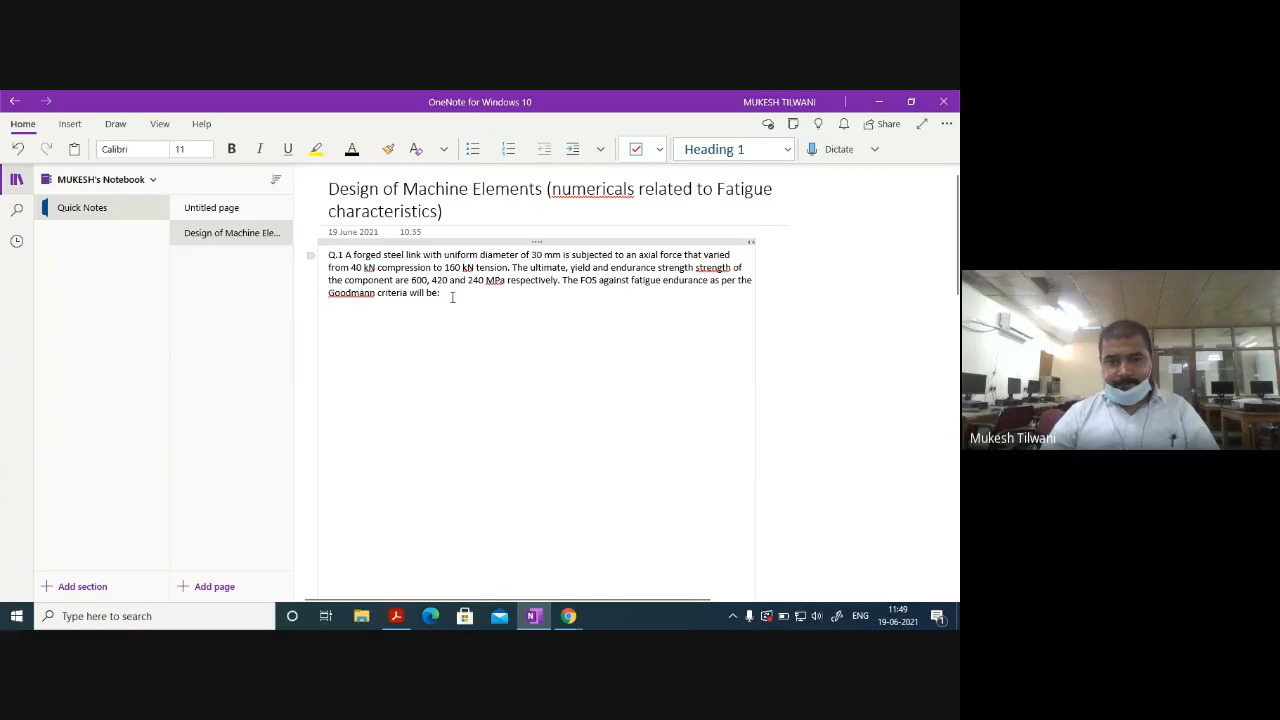 OneNote for Windows 10
MUKESH TILWANI
Home
Insert
Draw
View
Help
Share
Calibri
11
B
I
U
A
Heading 1
Dictate
MUKESH's Notebook
Quick Notes
Untitled page
Design of Machine Ele...
Design of Machine Elements (numericals related to Fatigue
characteristics)
19 June 2021
10:35
Q.1 A forged steel link with uniform diameter of 30 mm is subjected to an axial force that varied
from 40 kN compression to 160 kN tension. The ultimate, yield and endurance strength strength of
the component are 600, 420 and 240 MPa respectively. The FOS against fatigue endurance as per the
Goodmann criteria will be:
Mukesh Tilwani
Add section
Add page
Type here to search
ENG
11:49
19-06-2021